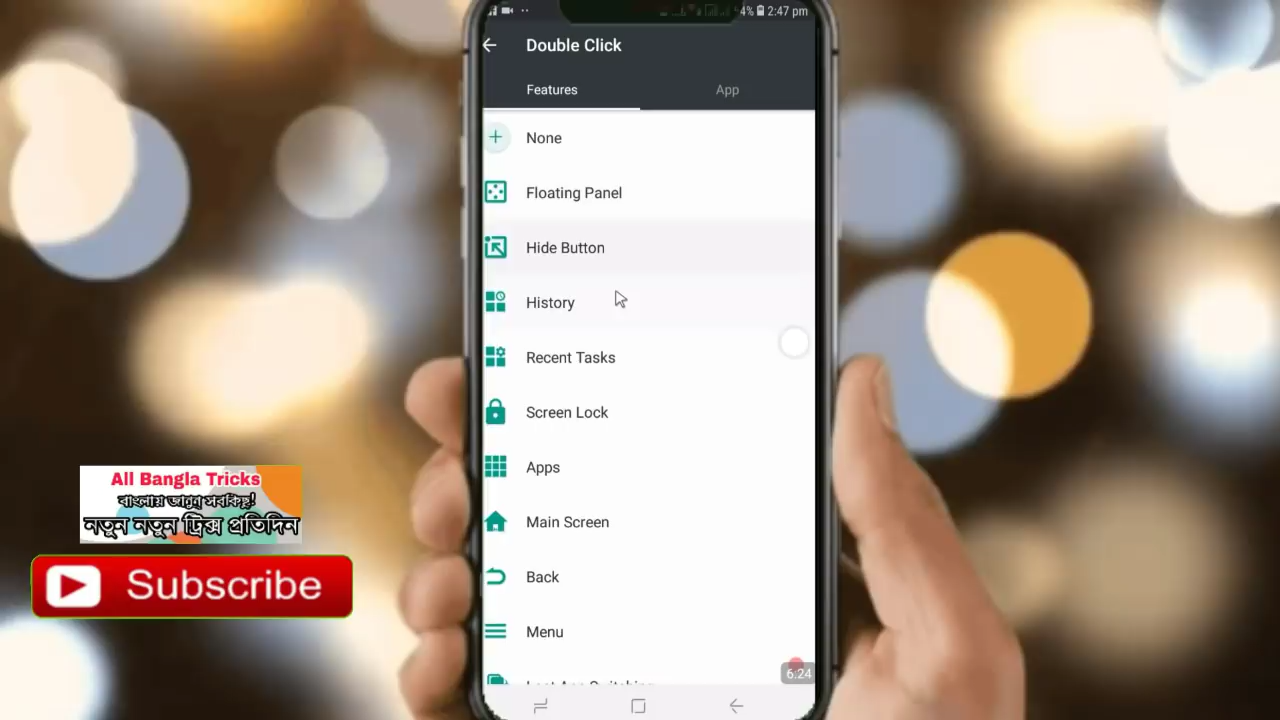 4% 2:47 pm
Double Click
Features App
None
Floating Panel
Hide Button
History
Recent Tasks
Screen Lock
Apps
Main Screen
Back
Menu
6:24
All Bangla Tricks
বাংলায় জানুন সবকিছু!
নতুন নতুন ট্রিক্স প্রতিদিন
Subscribe